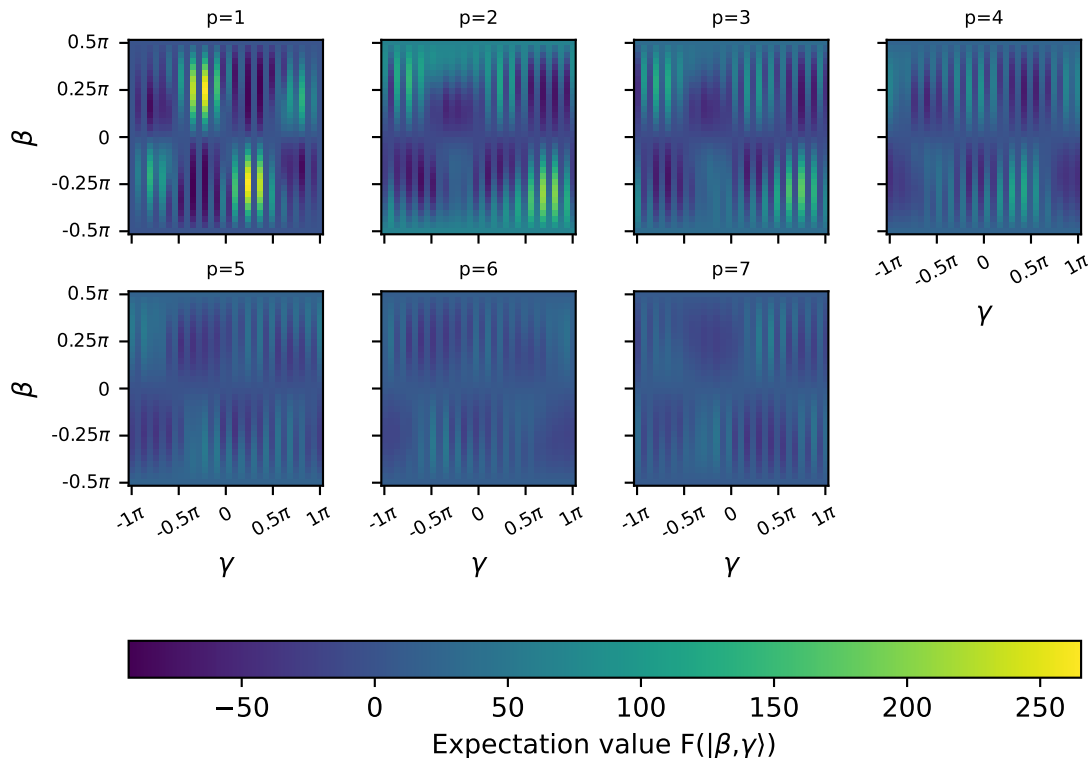 p=1 p=2 p=3 p=4
0.5π
0.25π
0
-0.25π
-0.5π
β
-1π -0.5π 0 0.5π 1π
γ
p=5 p=6 p=7
0.5π
0.25π
0
-0.25π
-0.5π
β
-1π -0.5π 0 0.5π 1π -1π -0.5π 0 0.5π 1π -1π -0.5π 0 0.5π 1π
γ γ γ
−50 0 50 100 150 200 250
Expectation value F(|β,γ⟩)